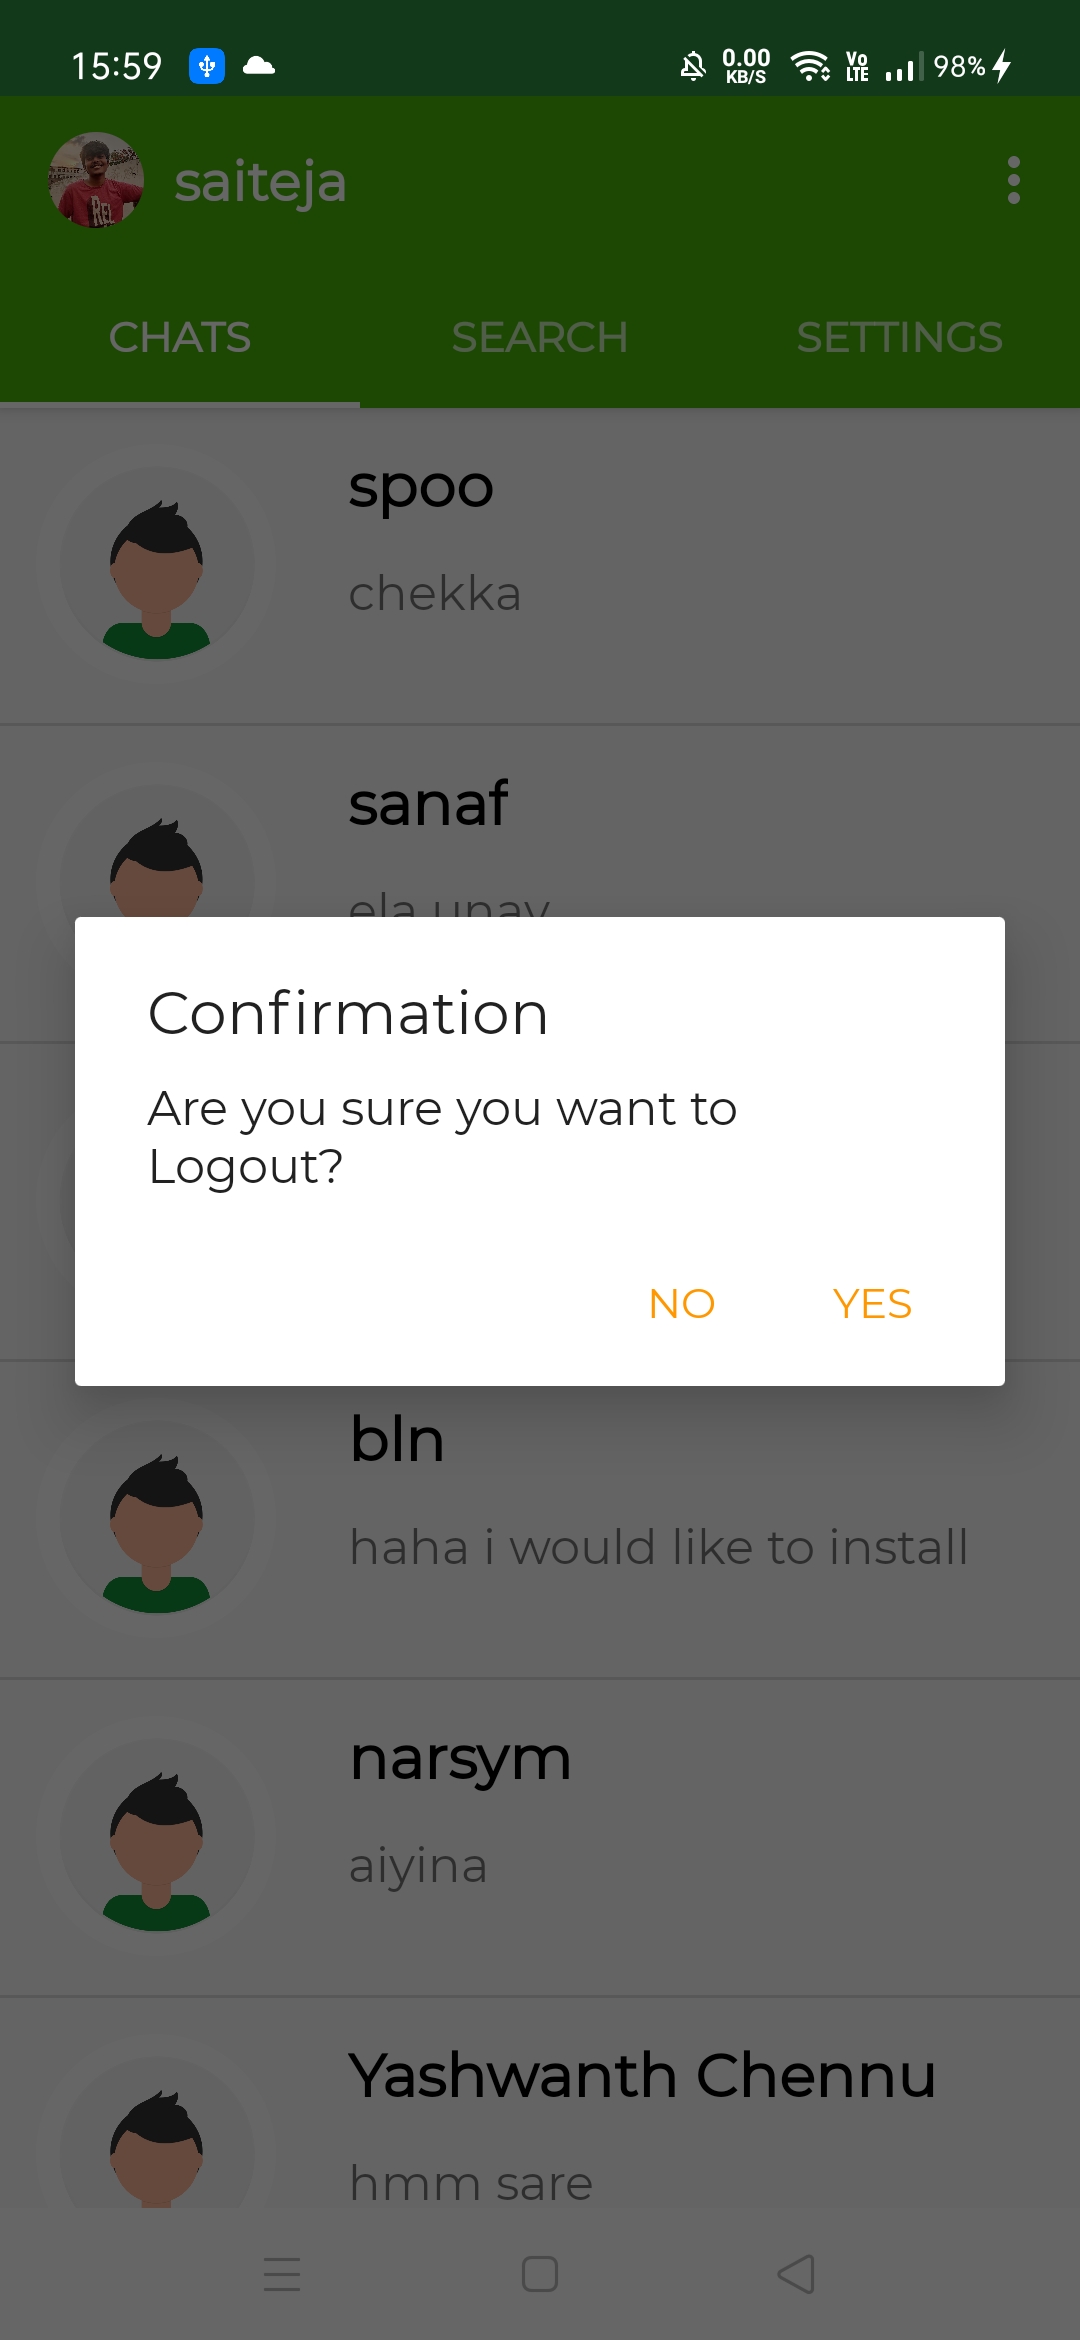 15:59
0.00
KB/S
Vo
LTE
98%
saiteja
CHATS
SEARCH
SETTINGS
spoo
chekka
sanaf
ela unav
Confirmation
Are you sure you want to
Logout?
NO
YES
bln
haha i would like to install
narsym
aiyina
Yashwanth Chennu
hmm sare